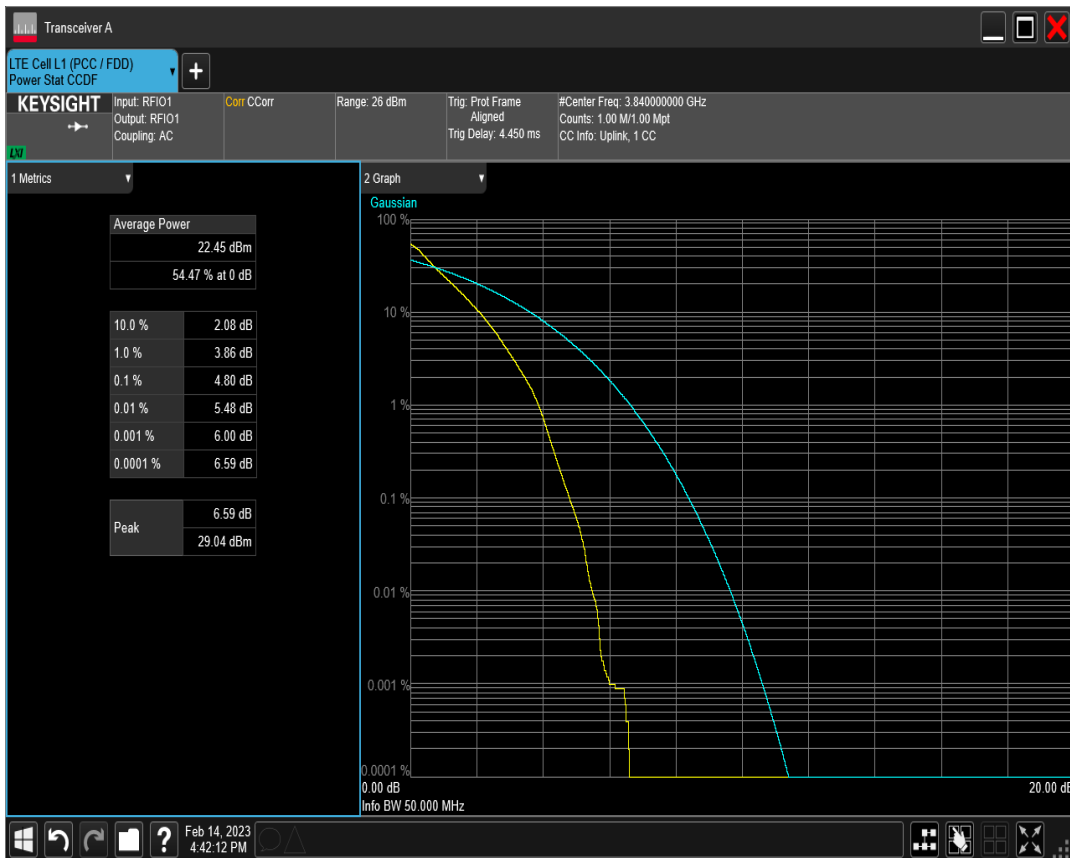 Transceiver A
LTE Cell L1 (PCC / FDD)
Power Stat CCDF
KEYSIGHT
LXI
Input: RFIO1
Output: RFIO1
Coupling: AC
Corr CCorr
Range: 26 dBm
Trig: Prot Frame
Aligned
Trig Delay: 4.450 ms
#Center Freq: 3.840000000 GHz
Counts: 1.00 M/1.00 Mpt
CC Info: Uplink, 1 CC
1 Metrics
Average Power
22.45 dBm
54.47 % at 0 dB
10.0 % 2.08 dB
1.0 % 3.86 dB
0.1 % 4.80 dB
0.01 % 5.48 dB
0.001 % 6.00 dB
0.0001 % 6.59 dB
Peak
6.59 dB
29.04 dBm
2 Graph
Gaussian
100 %
10 %
1 %
0.1 %
0.01 %
0.001 %
0.0001 %
0.00 dB
20.00 dB
Info BW 50.000 MHz
Feb 14, 2023
4:42:12 PM